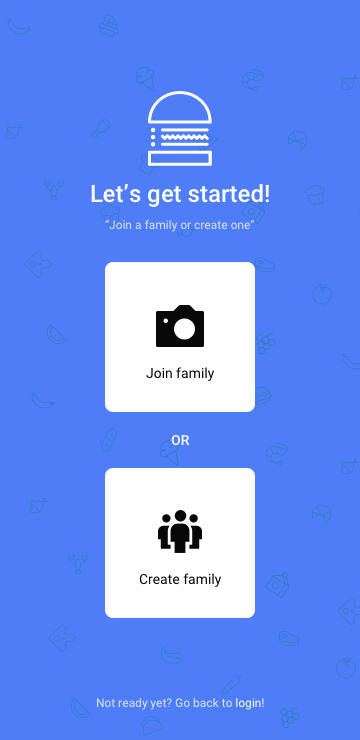 Let’s get started!
“Join a family or create one”
Join family
OR
Create family
Not ready yet? Go back to login!